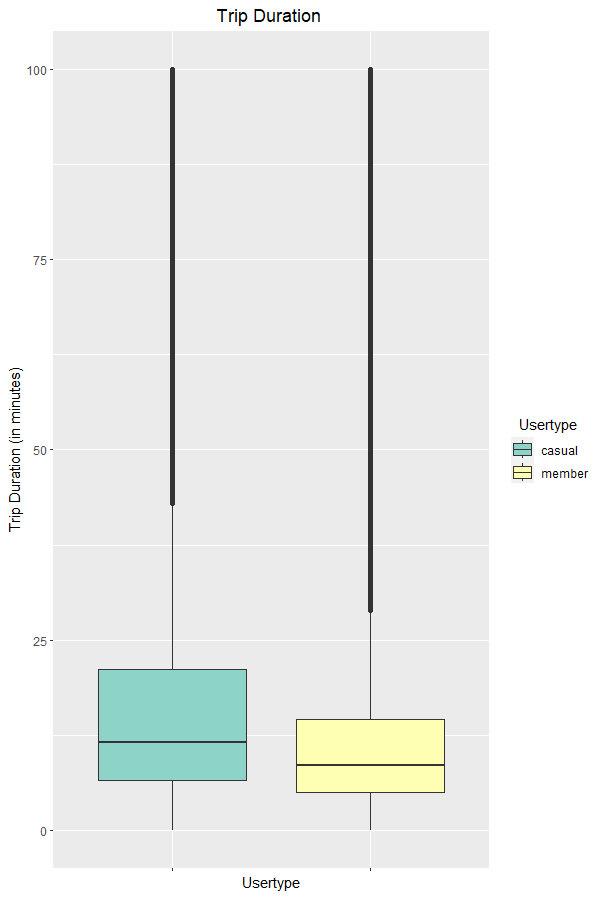 Trip Duration
100
75
50
25
0
Trip Duration (in minutes)
Usertype
Usertype
casual
member